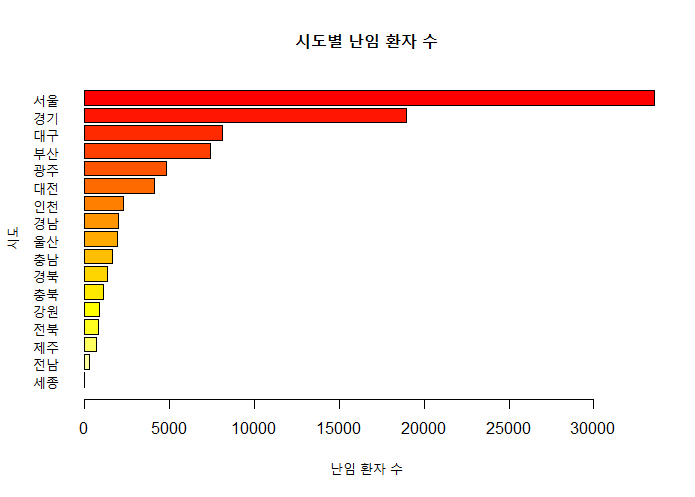 시도별 난임 환자 수
시도
서울
경기
대구
부산
광주
대전
인천
경남
울산
충남
경북
충북
강원
전북
제주
전남
세종
0 5000 10000 15000 20000 25000 30000
난임 환자 수